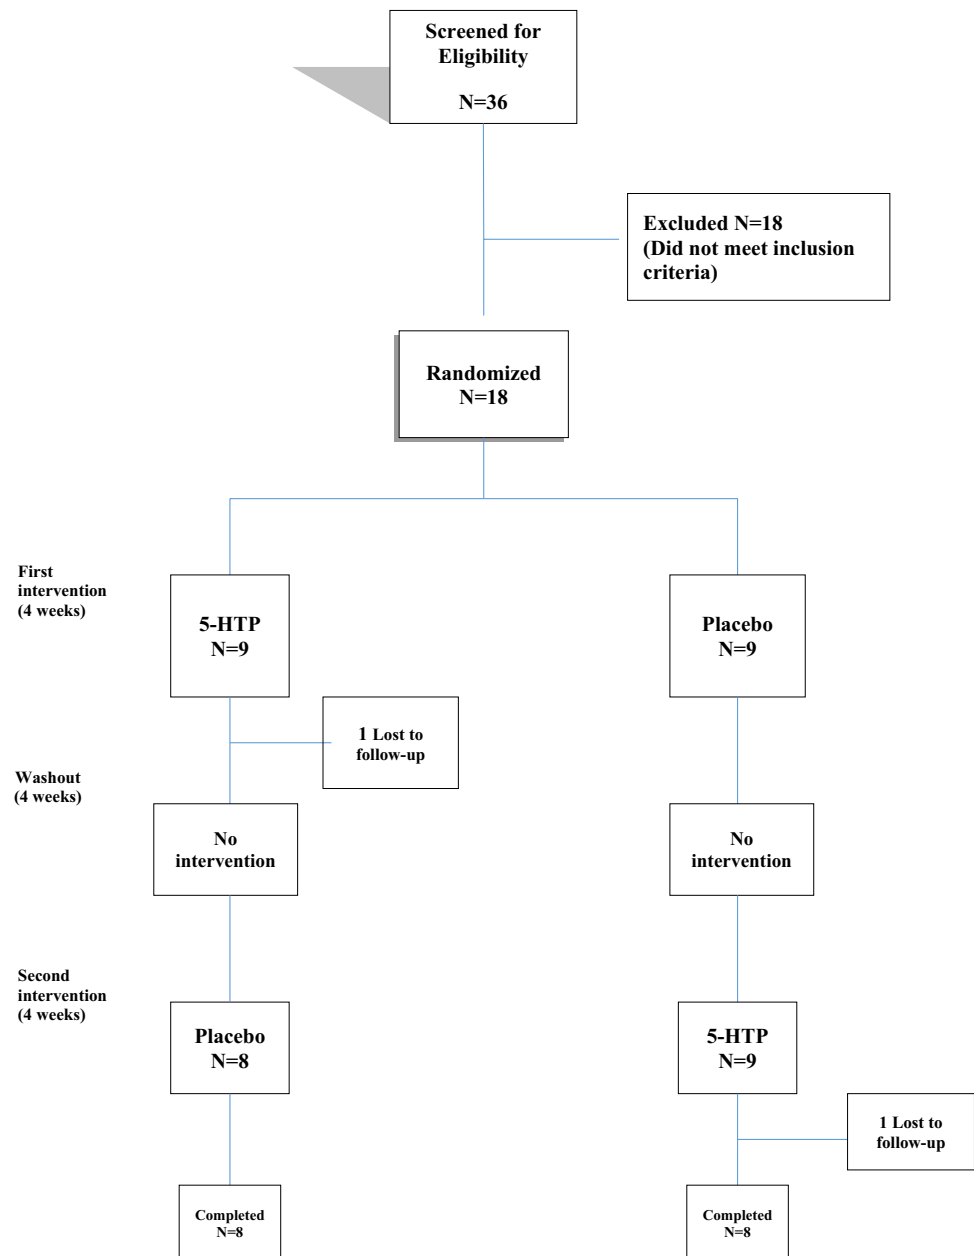 Screened for
Eligibility
N=36
Excluded N=18
(Did not meet inclusion
criteria)
Randomized
N=18
First
intervention
(4 weeks)
5-HTP
N=9
Placebo
N=9
1 Lost to
follow-up
Washout
(4 weeks)
No
intervention
No
intervention
Second
intervention
(4 weeks)
Placebo
N=8
5-HTP
N=9
1 Lost to
follow-up
Completed
N=8
Completed
N=8